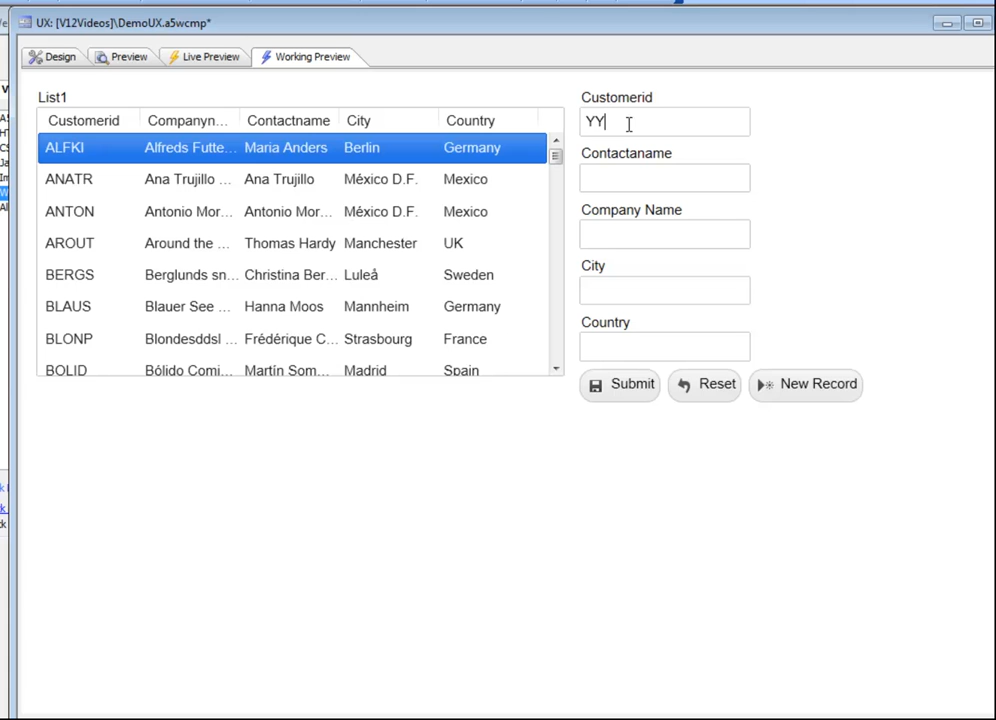 UX: [V12Videos]\DemoUX.a5wcmp*
Design Preview Live Preview Working Preview
List1
Customerid Companyn... Contactname City Country
ALFKI Alfreds Futte... Maria Anders Berlin Germany
ANATR Ana Trujillo ... Ana Trujillo México D.F. Mexico
ANTON Antonio Mor... Antonio Mor... México D.F. Mexico
AROUT Around the ... Thomas Hardy Manchester UK
BERGS Berglunds sn... Christina Ber... Luleå Sweden
BLAUS Blauer See ... Hanna Moos Mannheim Germany
BLONP Blondesddsl ... Frédérique C... Strasbourg France
BOLID Bólido Comi... Martín Som... Madrid Spain
Customerid
YY
Contactaname
Company Name
City
Country
Submit Reset New Record